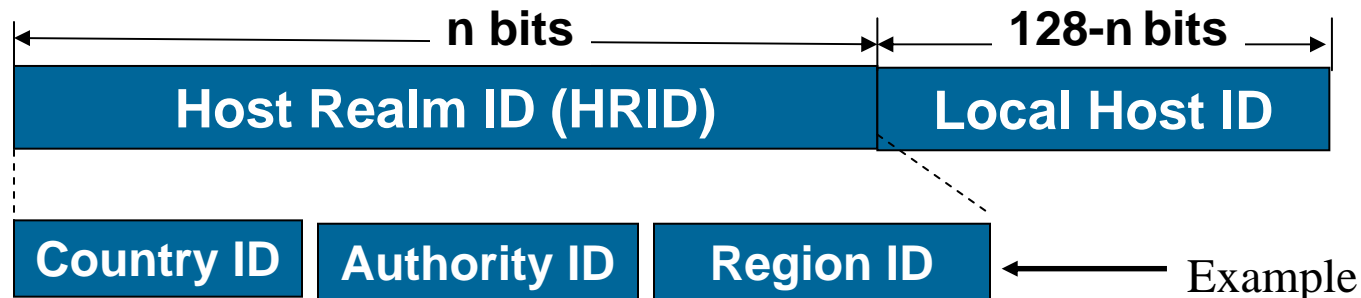 n bits 128-n bits
Host Realm ID (HRID) Local Host ID
Country ID Authority ID Region ID Example